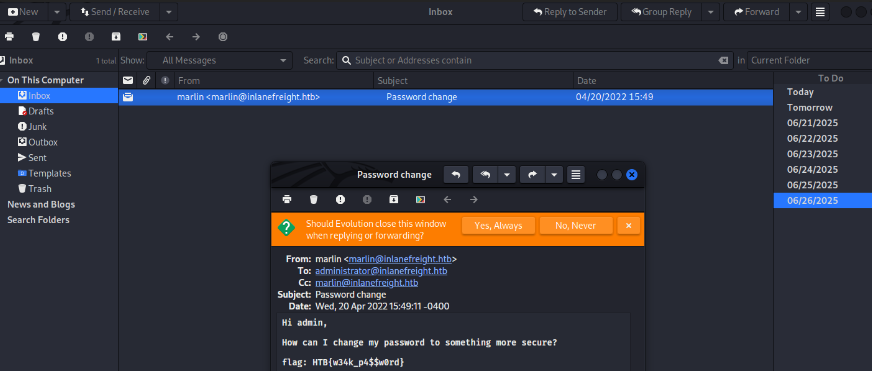 New Send / Receive Inbox Reply to Sender Group Reply Forward
Inbox 1 total Show: All Messages Search: Subject or Addresses contain in Current Folder
On This Computer
Inbox
Drafts
Junk
Outbox
Sent
Templates
Trash
News and Blogs
Search Folders
From Subject Date
marlin <marlin@inlanefreight.htb> Password change 04/20/2022 15:49
To Do
Today
Tomorrow
06/21/2025
06/22/2025
06/23/2025
06/24/2025
06/25/2025
06/26/2025
Password change
Should Evolution close this window
when replying or forwarding?
Yes, Always No, Never
From: marlin <marlin@inlanefreight.htb>
To: administrator@inlanefreight.htb
Cc: marlin@inlanefreight.htb
Subject: Password change
Date: Wed, 20 Apr 2022 15:49:11 -0400
Hi admin,
How can I change my password to something more secure?
flag: HTB{w34k_p4$$w0rd}